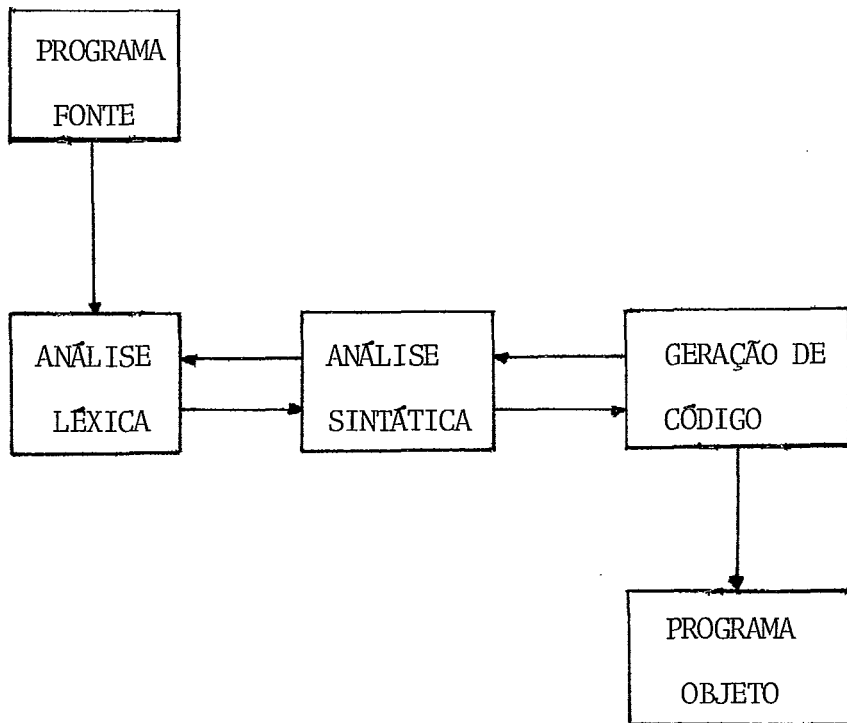 PROGRAMA
FONTE
ANÁLISE
LÉXICA
ANÁLISE
SINTÁTICA
GERAÇÃO DE
CÓDIGO
PROGRAMA
OBJETO